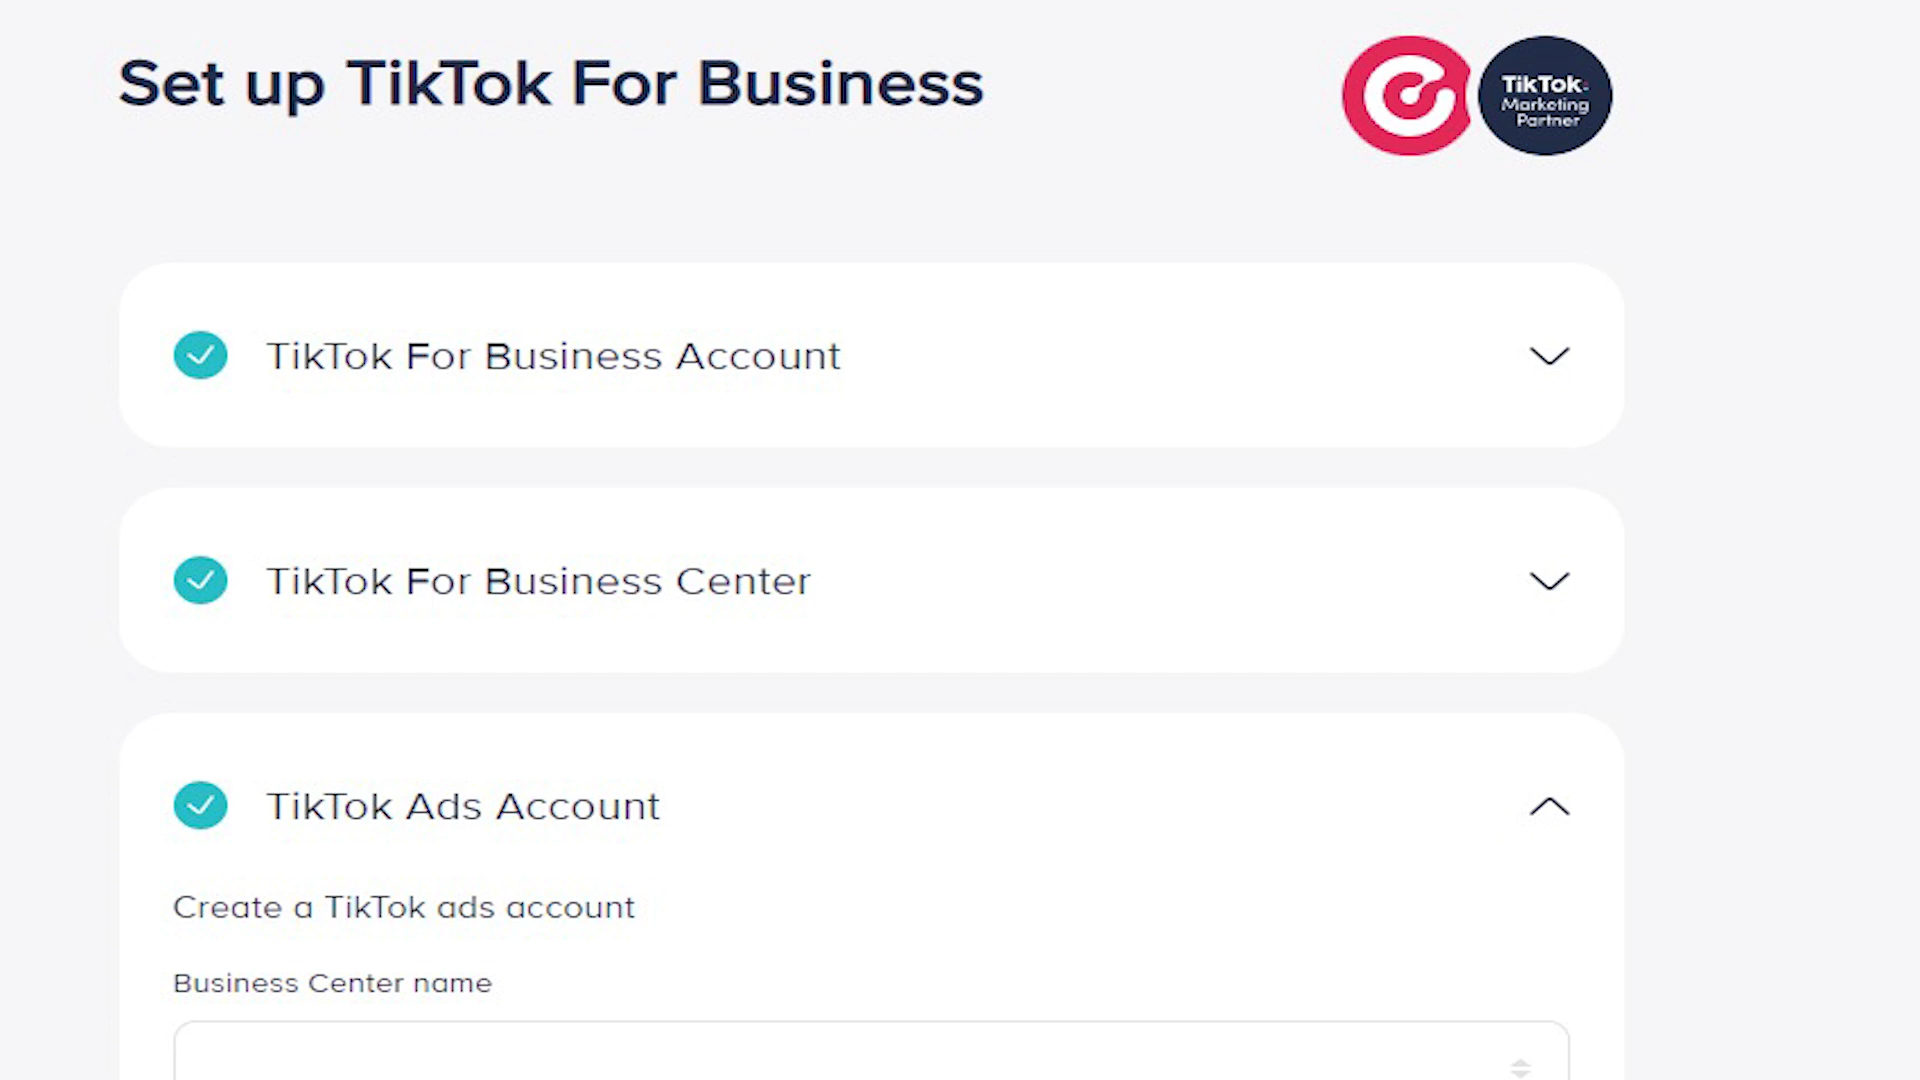 Set up TikTok For Business
TikTok:
Marketing
Partner
TikTok For Business Account
TikTok For Business Center
TikTok Ads Account
Create a TikTok ads account
Business Center name